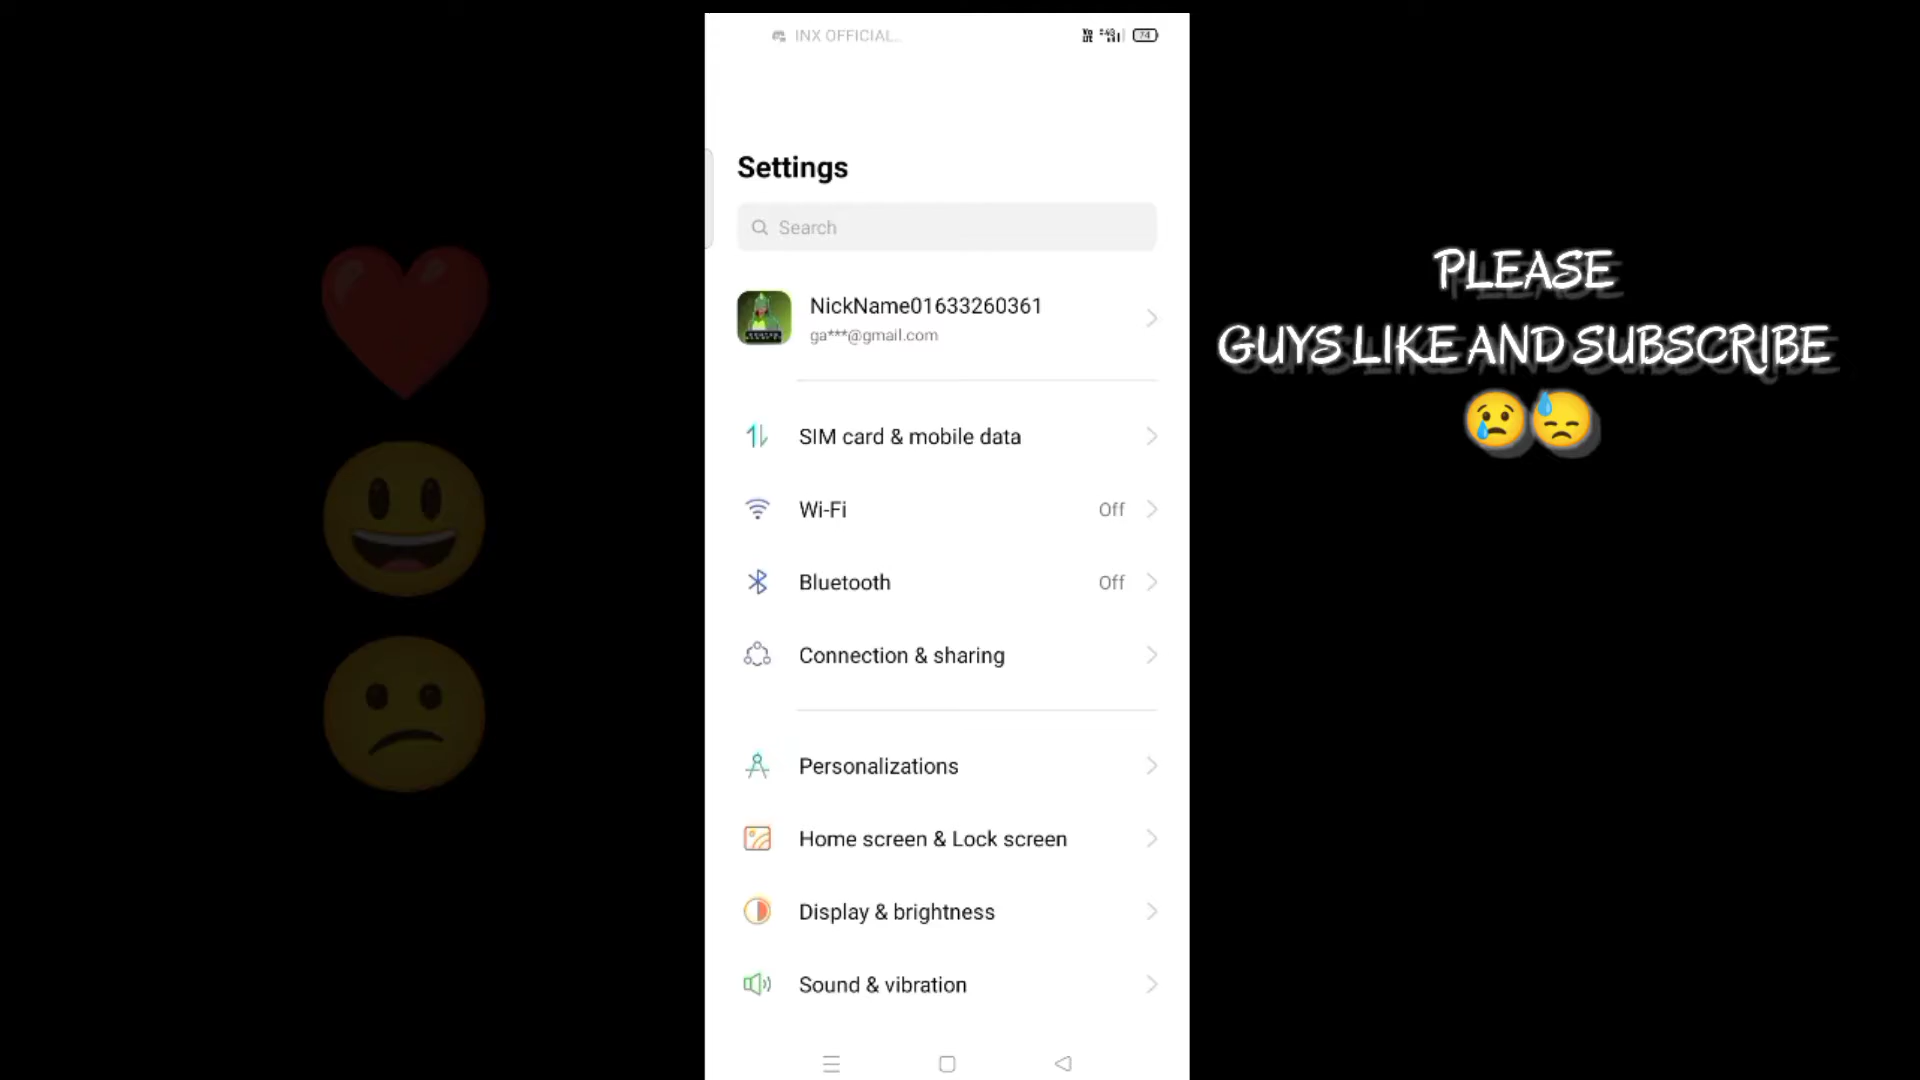 INX OFFICIAL..
74
Settings
Search
NickName01633260361
ga***@gmail.com
SIM card & mobile data
Wi-Fi
Off
Bluetooth
Off
Connection & sharing
Personalizations
Home screen & Lock screen
Display & brightness
Sound & vibration
PLEASE
GUYS LIKE AND SUBSCRIBE
😢😓